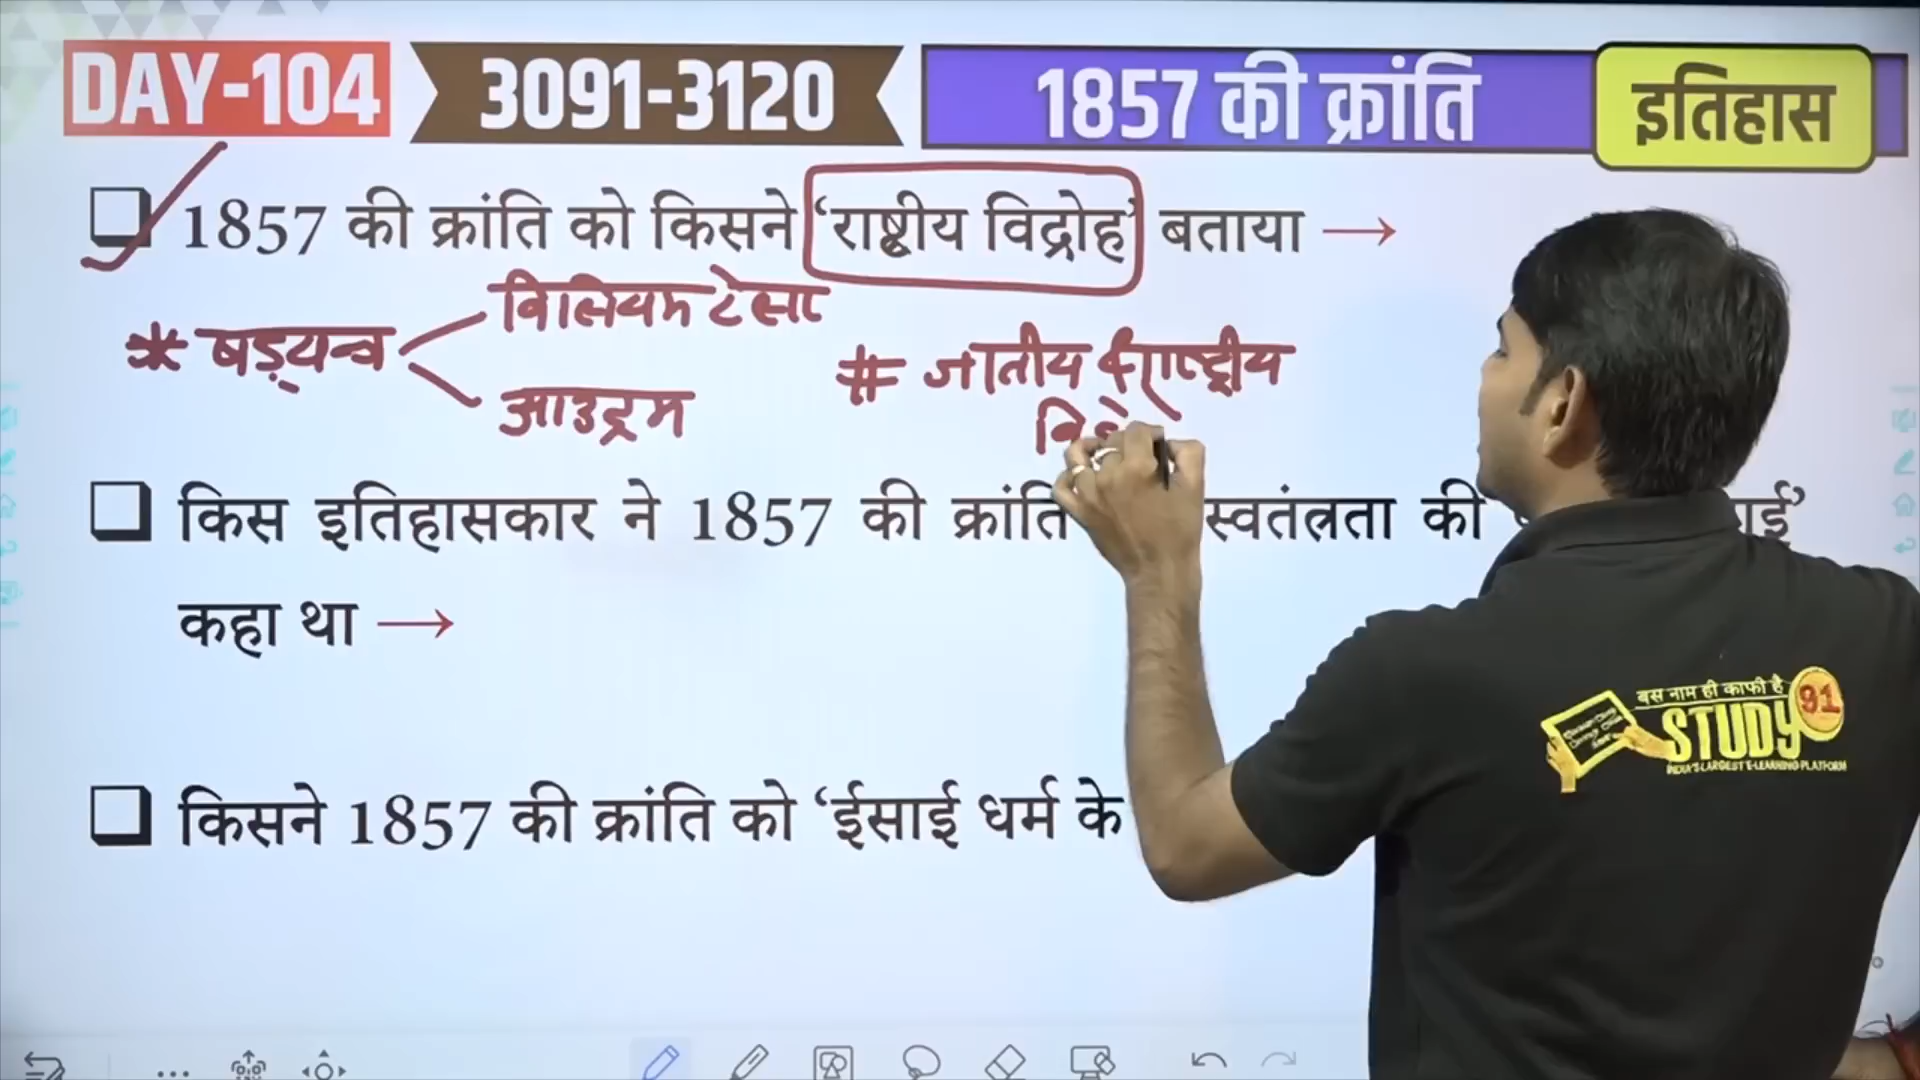 DAY-104 3091-3120 1857 की क्रांति इतिहास
1857 की क्रांति को किसने ‘राष्ट्रीय विद्रोह’ बताया →
* षड़यन्त्र विलियम टेलर
आउट्रम
# जातीय राष्ट्रीय
किस इतिहासकार ने 1857 की क्रांति स्वतंत्रता की ई’
कहा था →
किसने 1857 की क्रांति को ‘ईसाई धर्म के
बस नाम ही काफी है
STUDY 91
INDIA'S LARGEST E-LEARNING PLATFORM